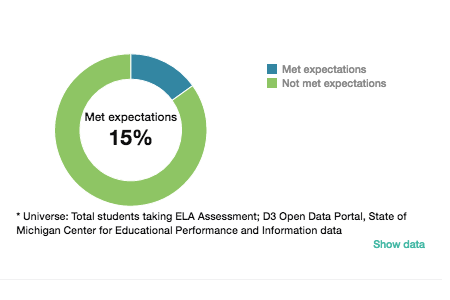 Met expectations
Not met expectations
Met expectations
15%
* Universe: Total students taking ELA Assessment; D3 Open Data Portal, State of
Michigan Center for Educational Performance and Information data
Show data